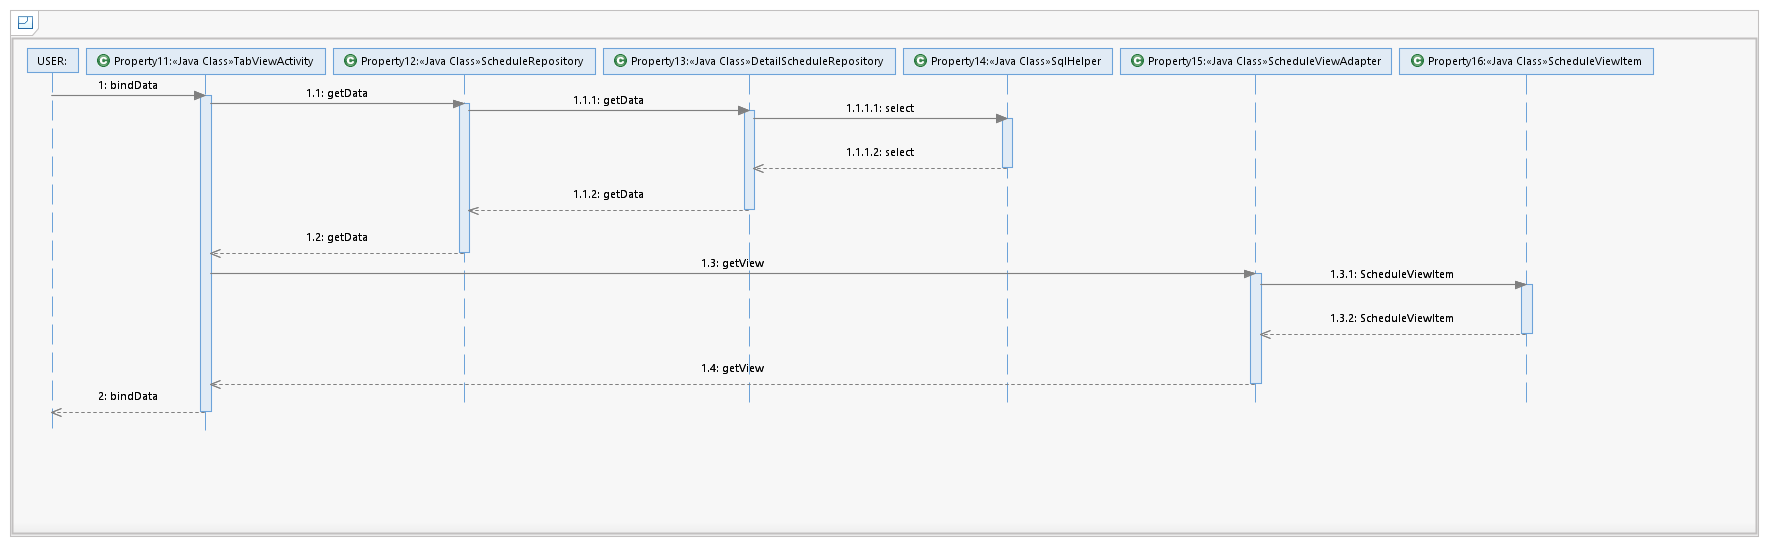 USER:
C Property11:«Java Class»TabViewActivity
C Property12:«Java Class»ScheduleRepository
C Property13:«Java Class»DetailScheduleRepository
C Property14:«Java Class»SqlHelper
C Property15:«Java Class»ScheduleViewAdapter
C Property16:«Java Class»ScheduleViewItem
1: bindData
1.1: getData
1.1.1: getData
1.1.1.1: select
1.1.1.2: select
1.1.2: getData
1.2: getData
1.3: getView
1.3.1: ScheduleViewItem
1.3.2: ScheduleViewItem
1.4: getView
2: bindData